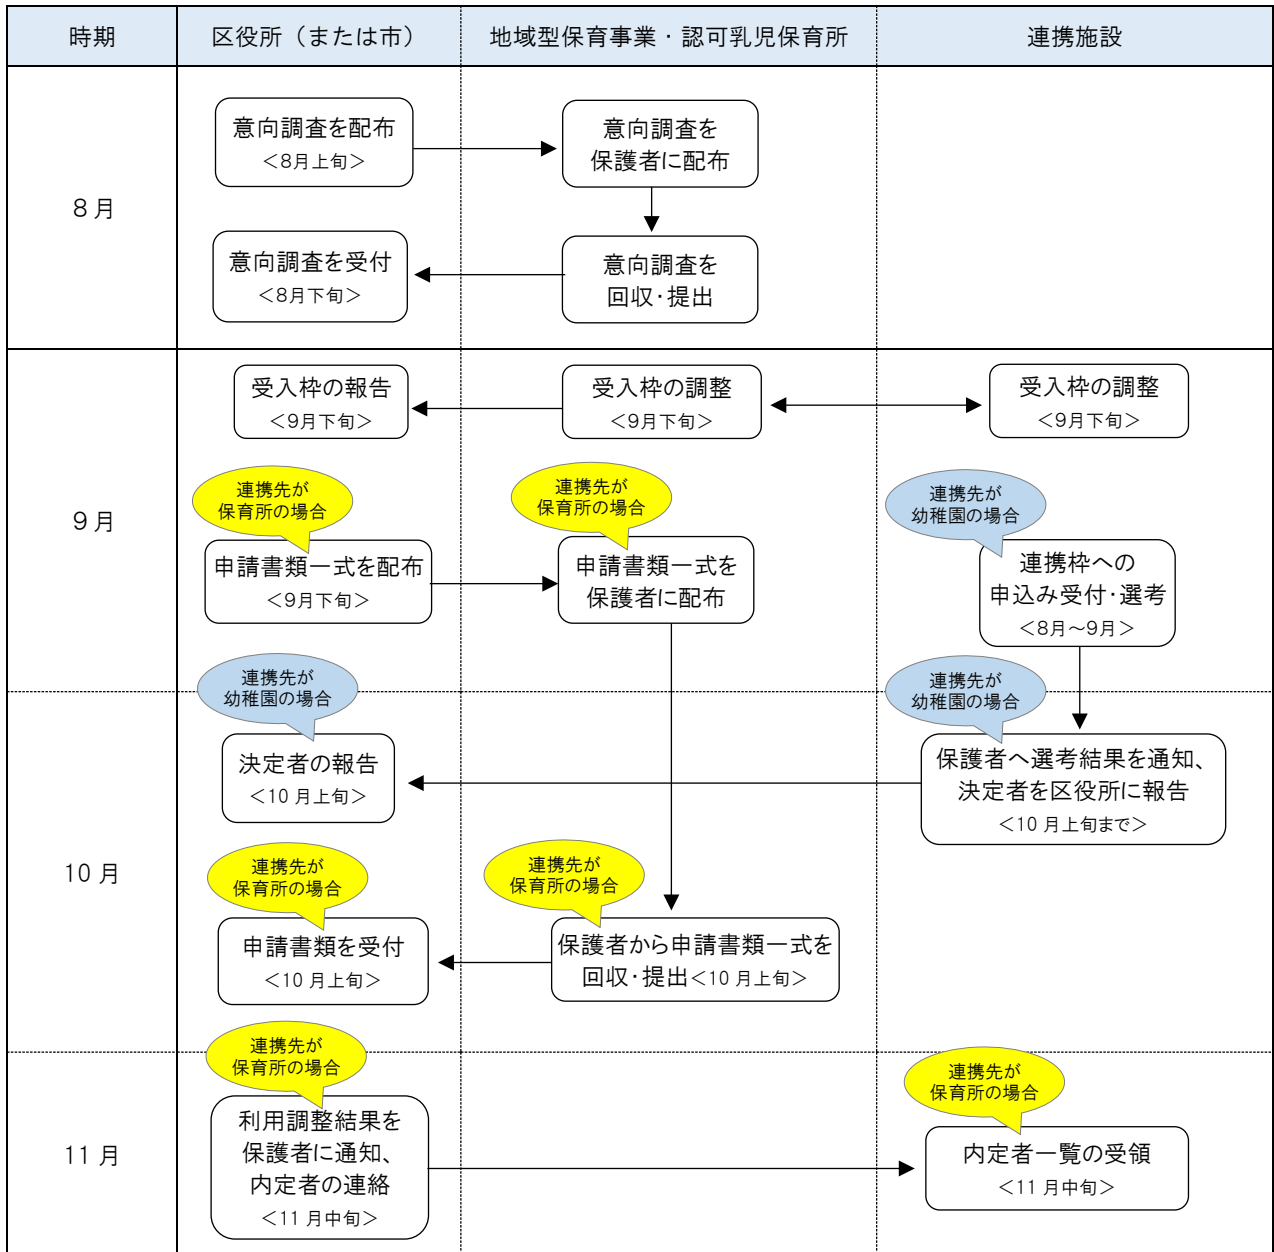 時期
区役所（または市）
地域型保育事業・認可乳児保育所
連携施設
8月
意向調査を配布
＜8月上旬＞
意向調査を
保護者に配布
意向調査を受付
＜8月下旬＞
意向調査を
回収・提出
9月
受入枠の報告
＜9月下旬＞
受入枠の調整
＜9月下旬＞
受入枠の調整
＜9月下旬＞
連携先が
保育所の場合
申請書類一式を配布
＜9月下旬＞
連携先が
保育所の場合
申請書類一式を
保護者に配布
連携先が
幼稚園の場合
連携枠への
申込み受付・選考
＜8月～9月＞
10月
連携先が
幼稚園の場合
決定者の報告
＜10月上旬＞
連携先が
幼稚園の場合
保護者へ選考結果を通知、
決定者を区役所に報告
＜10月上旬まで＞
連携先が
保育所の場合
申請書類を受付
＜10月上旬＞
連携先が
保育所の場合
保護者から申請書類一式を
回収・提出＜10月上旬＞
11月
連携先が
保育所の場合
利用調整結果を
保護者に通知、
内定者の連絡
＜11月中旬＞
連携先が
保育所の場合
内定者一覧の受領
＜11月中旬＞